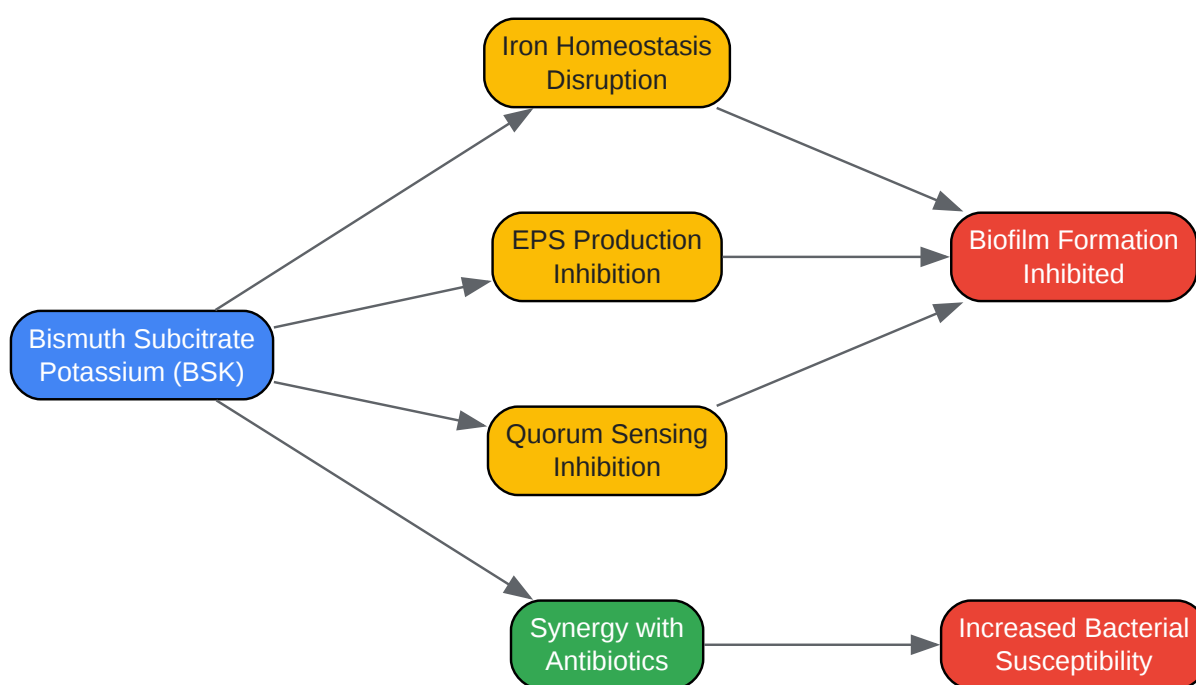 Iron Homeostasis
Disruption
EPS Production
Inhibition
Biofilm Formation
Inhibited
Bismuth Subcitrate
Potassium (BSK)
Quorum Sensing
Inhibition
Synergy with
Antibiotics
Increased Bacterial
Susceptibility